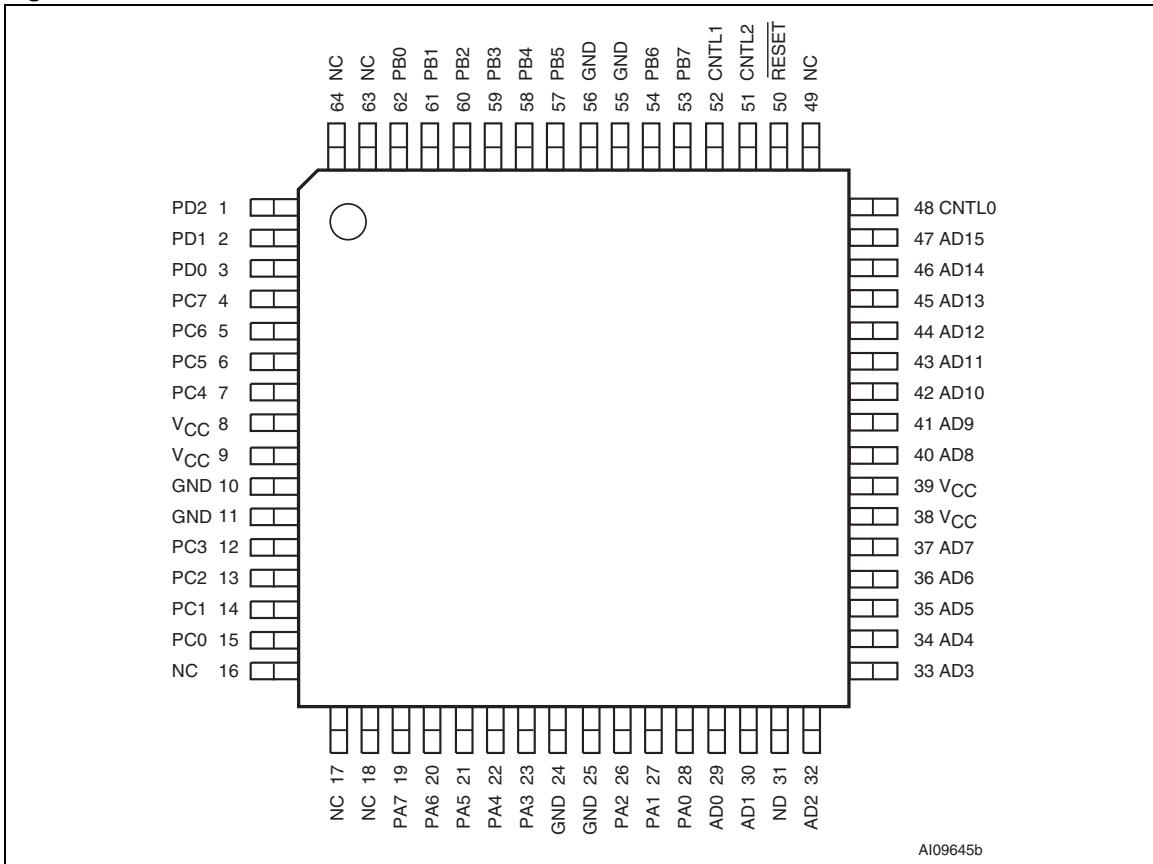 64 NC
63 NC
62 PB0
61 PB1
60 PB2
59 PB3
58 PB4
57 PB5
56 GND
55 GND
54 PB6
53 PB7
52 CNTL1
51 CNTL2
50 RESET
49 NC
PD2 1
PD1 2
PD0 3
PC7 4
PC6 5
PC5 6
PC4 7
VCC 8
VCC 9
GND 10
GND 11
PC3 12
PC2 13
PC1 14
PC0 15
NC 16
48 CNTL0
47 AD15
46 AD14
45 AD13
44 AD12
43 AD11
42 AD10
41 AD9
40 AD8
39 VCC
38 VCC
37 AD7
36 AD6
35 AD5
34 AD4
33 AD3
NC 17
NC 18
PA7 19
PA6 20
PA5 21
PA4 22
PA3 23
GND 24
GND 25
PA2 26
PA1 27
PA0 28
AD0 29
AD1 30
ND 31
AD2 32
AI09645b